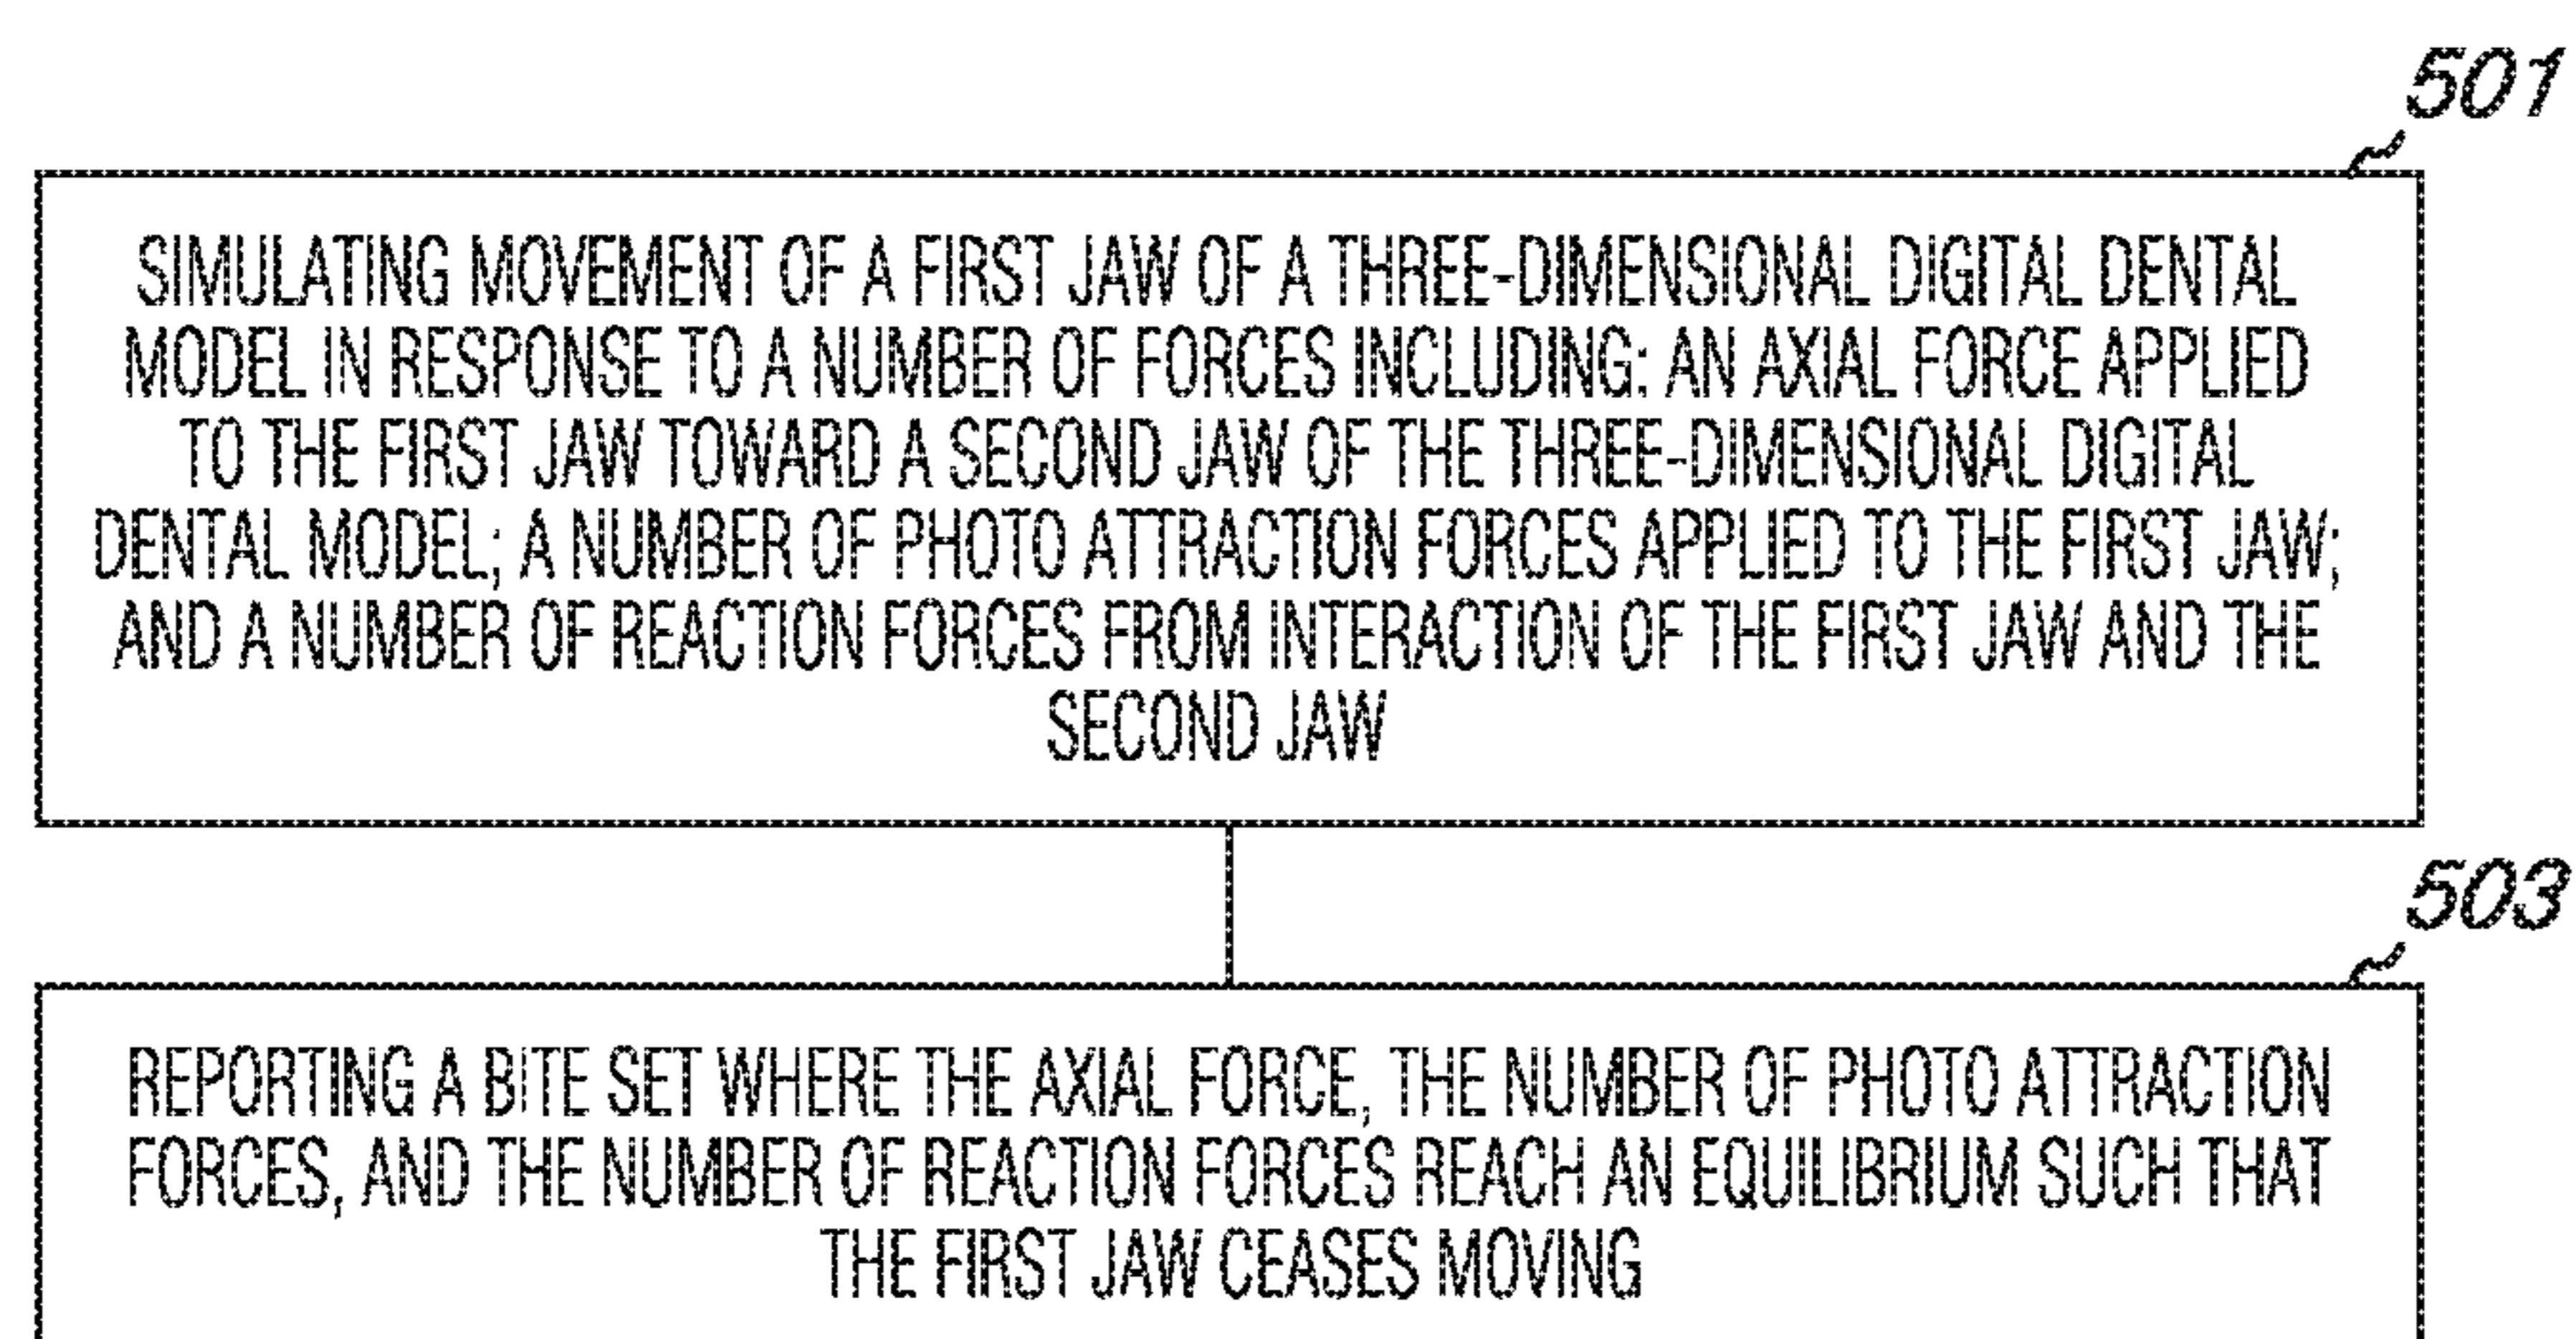 501
SIMULATING MOVEMENT OF A FIRST JAW OF A THREE-DIMENSIONAL DIGITAL DENTAL
MODEL IN RESPONSE TO A NUMBER OF FORCES INCLUDING: AN AXIAL FORCE APPLIED
TO THE FIRST JAW TOWARD A SECOND JAW OF THE THREE-DIMENSIONAL DIGITAL
DENTAL MODEL; A NUMBER OF PHOTO ATTRACTION FORCES APPLIED TO THE FIRST JAW;
AND A NUMBER OF REACTION FORCES FROM INTERACTION OF THE FIRST JAW AND THE
SECOND JAW
503
REPORTING A BITE SET WHERE THE AXIAL FORCE, THE NUMBER OF PHOTO ATTRACTION
FORCES, AND THE NUMBER OF REACTION FORCES REACH AN EQUILIBRIUM SUCH THAT
THE FIRST JAW CEASES MOVING